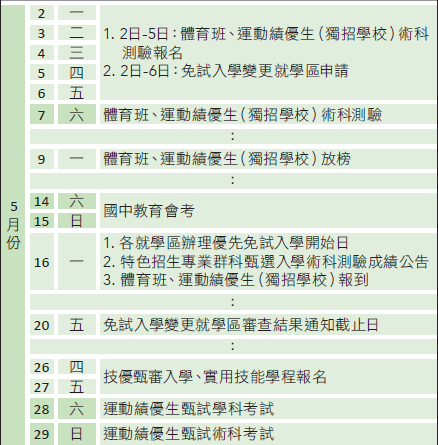 5月份
2 一
3 二
4 三
5 四
6 五
1. 2日-5日：體育班、運動績優生（獨招學校）術科
測驗報名
2. 2日-6日：免試入學變更就學區申請
7 六 體育班、運動績優生（獨招學校）術科測驗
：
9 一 體育班、運動績優生（獨招學校）放榜
：
14 六
15 日
國中教育會考
16 一
1. 各就學區辦理優先免試入學開始日
2. 特色招生專業群科甄選入學術科測驗成績公告
3. 體育班、運動績優生（獨招學校）報到
：
20 五 免試入學變更就學區審查結果通知截止日
：
26 四
27 五
技優甄審入學、實用技能學程報名
28 六 運動績優生甄試學科考試
29 日 運動績優生甄試術科考試